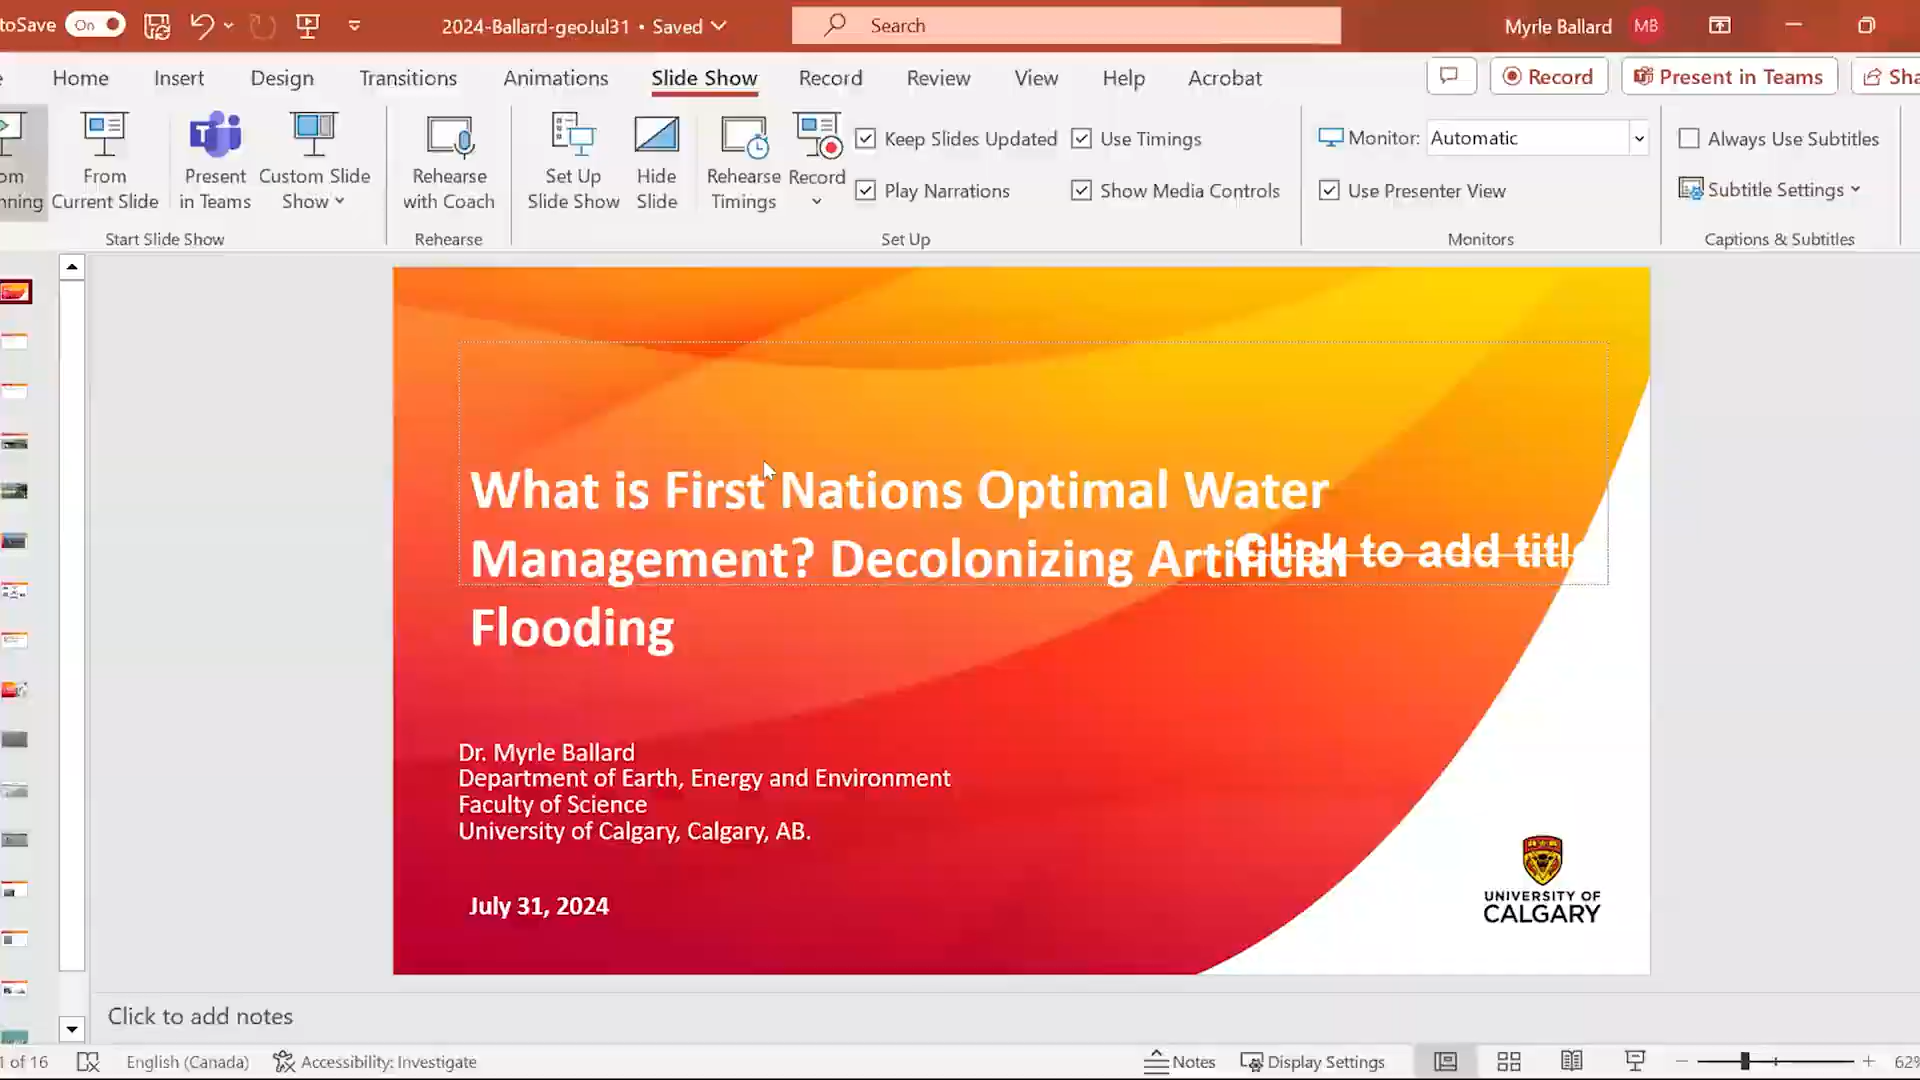 toSave On 2024-Ballard-geoJul31 • Saved Search Myrle Ballard MB
Home Insert Design Transitions Animations Slide Show Record Review View Help Acrobat Record Present in Teams Sha
From Current Slide
Present in Teams
Custom Slide Show
Rehearse with Coach
Set Up Slide Show
Hide Slide
Rehearse Timings
Record
Keep Slides Updated
Play Narrations
Use Timings
Show Media Controls
Monitor: Automatic
Use Presenter View
Always Use Subtitles
Subtitle Settings
Start Slide Show Rehearse Set Up Monitors Captions & Subtitles
What is First Nations Optimal Water
Management? Decolonizing Artificial
Flooding
Click to add title
Dr. Myrle Ballard
Department of Earth, Energy and Environment
Faculty of Science
University of Calgary, Calgary, AB.
July 31, 2024
UNIVERSITY OF
CALGARY
Click to add notes
1 of 16 English (Canada) Accessibility: Investigate Notes Display Settings 62%